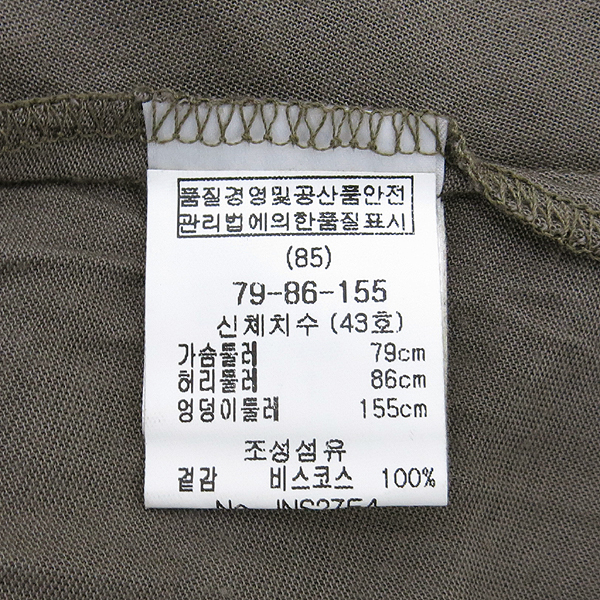 품질경영및공산품안전
관리법에의한품질표시
(85)
79-86-155
신체치수 (43호)
가슴둘레 79cm
허리둘레 86cm
엉덩이둘레 155cm
조성섬유
겉감 비스코스 100%